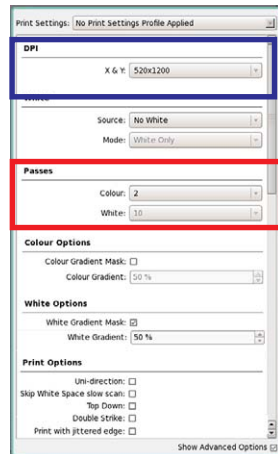 Print Settings: No Print Settings Profile Applied
DPI
X & Y: 520x1200
White
Source: No White
Mode: White Only
Passes
Colour: 2
White: 10
Colour Options
Colour Gradient Mask:
Colour Gradient: 50 %
White Options
White Gradient Mask:
White Gradient: 50 %
Print Options
Uni-direction:
Skip White Space slow scan:
Top Down:
Double Strike:
Print with jittered edge:
Show Advanced Options